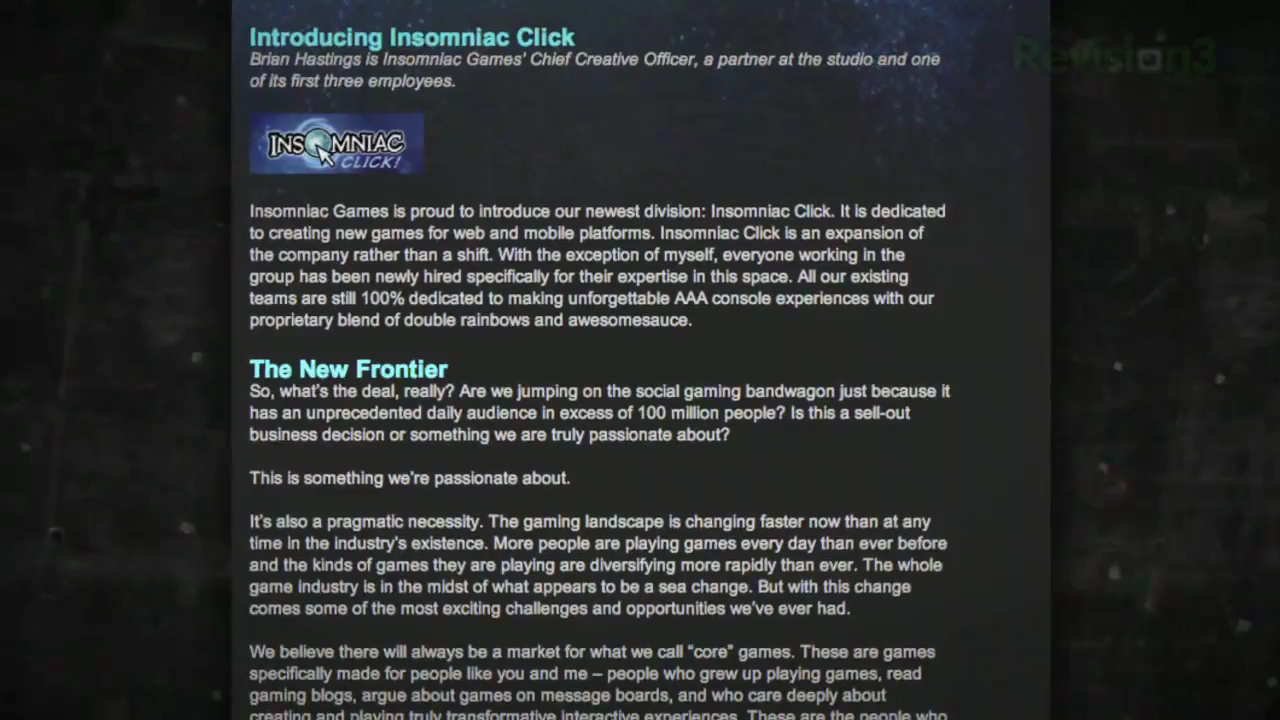 Introducing Insomniac Click
Revision3
Brian Hastings is Insomniac Games' Chief Creative Officer, a partner at the studio and one
of its first three employees.
INSOMNIAC
CLICK!
Insomniac Games is proud to introduce our newest division: Insomniac Click. It is dedicated
to creating new games for web and mobile platforms. Insomniac Click is an expansion of
the company rather than a shift. With the exception of myself, everyone working in the
group has been newly hired specifically for their expertise in this space. All our existing
teams are still 100% dedicated to making unforgettable AAA console experiences with our
proprietary blend of double rainbows and awesomesauce.
The New Frontier
So, what's the deal, really? Are we jumping on the social gaming bandwagon just because it
has an unprecedented daily audience in excess of 100 million people? Is this a sell-out
business decision or something we are truly passionate about?
This is something we're passionate about.
It's also a pragmatic necessity. The gaming landscape is changing faster now than at any
time in the industry's existence. More people are playing games every day than ever before
and the kinds of games they are playing are diversifying more rapidly than ever. The whole
game industry is in the midst of what appears to be a sea change. But with this change
comes some of the most exciting challenges and opportunities we've ever had.
We believe there will always be a market for what we call “core” games. These are games
specifically made for people like you and me – people who grew up playing games, read
gaming blogs, argue about games on message boards, and who care deeply about
creating and playing truly transformative interactive experiences. These are the people who